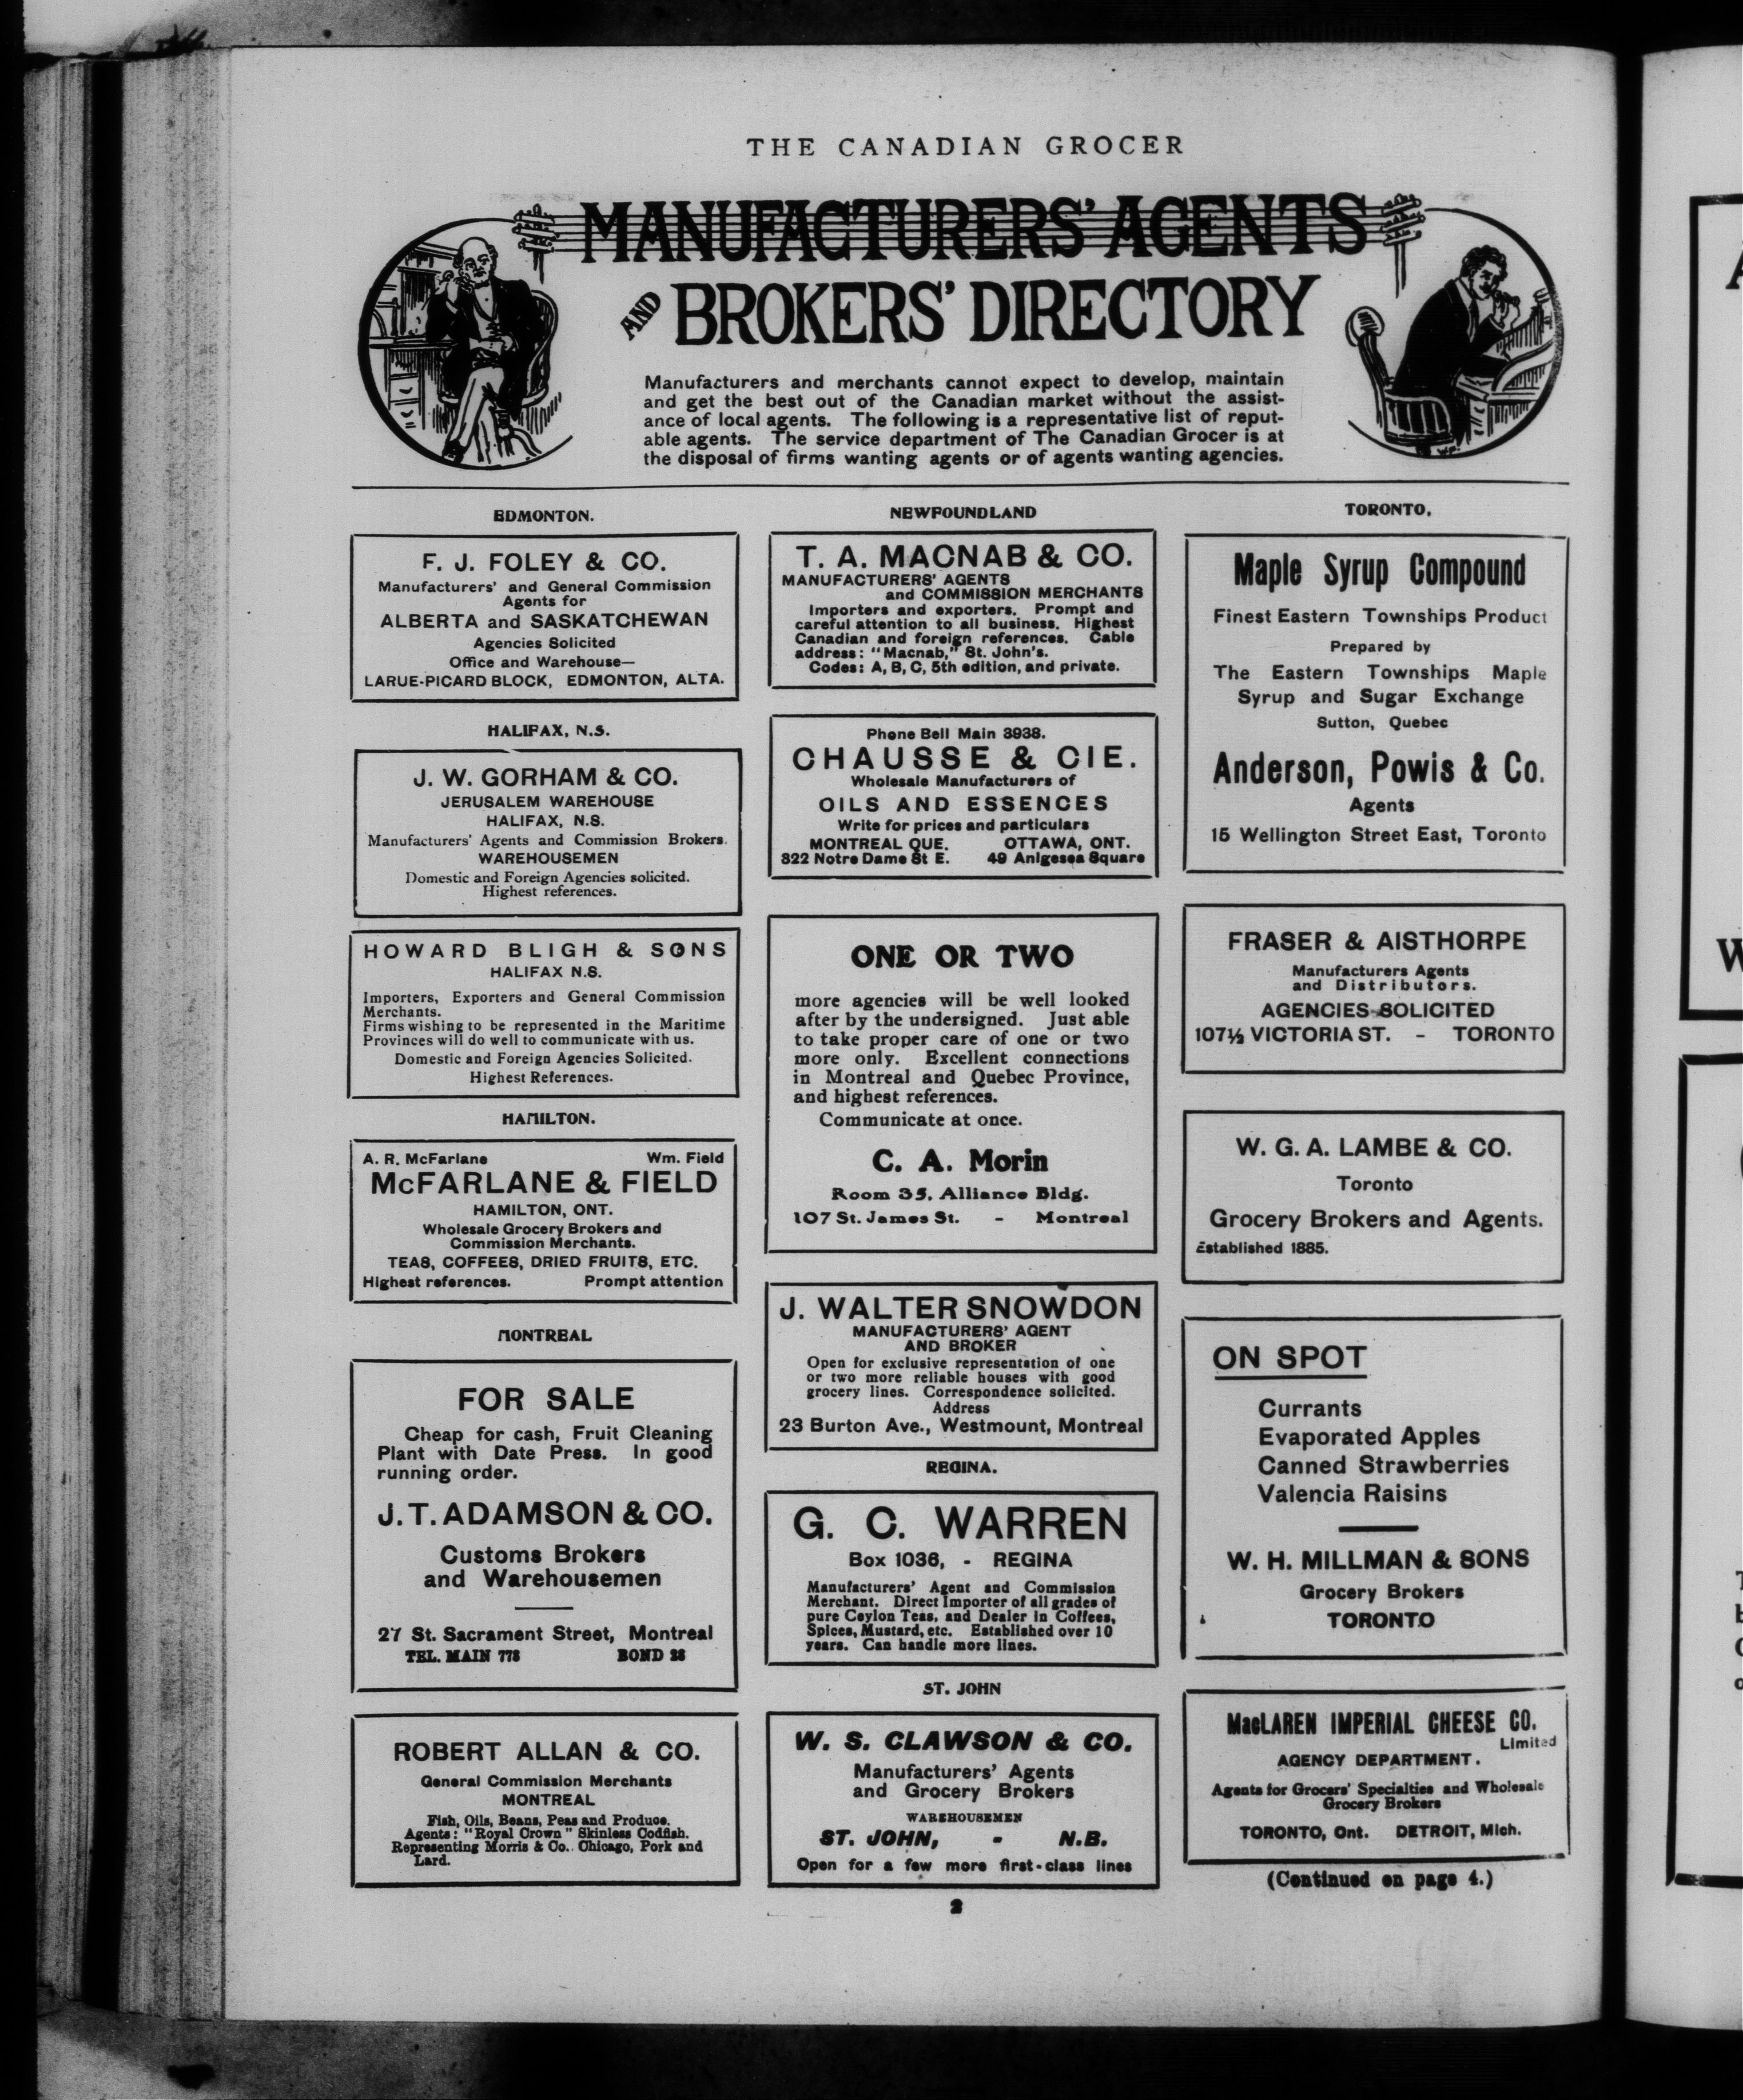 THE CANADIAN GROCER
MANUFACTURERS' AGENTS
AND BROKERS' DIRECTORY
Manufacturers and merchants cannot expect to develop, maintain
and get the best out of the Canadian market without the assist-
ance of local agents. The following is a representative list of reput-
able agents. The service department of The Canadian Grocer is at
the disposal of firms wanting agents or of agents wanting agencies.
EDMONTON.
F. J. FOLEY & CO.
Manufacturers' and General Commission
Agents for
ALBERTA and SASKATCHEWAN
Agencies Solicited
Office and Warehouse—
LARUE-PICARD BLOCK, EDMONTON, ALTA.
HALIFAX, N.S.
J. W. GORHAM & CO.
JERUSALEM WAREHOUSE
HALIFAX, N.S.
Manufacturers' Agents and Commission Brokers.
WAREHOUSEMEN
Domestic and Foreign Agencies solicited.
Highest references.
HOWARD BLIGH & SONS
HALIFAX N.S.
Importers, Exporters and General Commission
Merchants.
Firms wishing to be represented in the Maritime
Provinces will do well to communicate with us.
Domestic and Foreign Agencies Solicited.
Highest References.
HAMILTON.
A. R. McFarlane Wm. Field
McFARLANE & FIELD
HAMILTON, ONT.
Wholesale Grocery Brokers and
Commission Merchants.
TEAS, COFFEES, DRIED FRUITS, ETC.
Highest references. Prompt attention
MONTREAL
FOR SALE
Cheap for cash, Fruit Cleaning
Plant with Date Press. In good
running order.
J. T. ADAMSON & CO.
Customs Brokers
and Warehousemen
27 St. Sacrament Street, Montreal
TEL. MAIN 778 BOND 28
ROBERT ALLAN & CO.
General Commission Merchants
MONTREAL
Fish, Oils, Beans, Peas and Produce.
Agents: "Royal Crown" Skinless Codfish.
Representing Morris & Co. Chicago, Pork and
Lard.
NEWFOUNDLAND
T. A. MACNAB & CO.
MANUFACTURERS' AGENTS
and COMMISSION MERCHANTS
Importers and exporters. Prompt and
careful attention to all business. Highest
Canadian and foreign references. Cable
address: "Macnab," St. John's.
Codes: A, B, C, 5th edition, and private.
Phone Bell Main 3938.
CHAUSSE & CIE.
Wholesale Manufacturers of
OILS AND ESSENCES
Write for prices and particulars
MONTREAL QUE. OTTAWA, ONT.
322 Notre Dame St E. 49 Anlgesea Square
ONE OR TWO
more agencies will be well looked
after by the undersigned. Just able
to take proper care of one or two
more only. Excellent connections
in Montreal and Quebec Province,
and highest references.
Communicate at once.
C. A. Morin
Room 35, Alliance Bldg.
107 St. James St. - Montreal
J. WALTER SNOWDON
MANUFACTURERS' AGENT
AND BROKER
Open for exclusive representation of one
or two more reliable houses with good
grocery lines. Correspondence solicited.
Address
23 Burton Ave., Westmount, Montreal
REGINA.
G. C. WARREN
Box 1036, - REGINA
Manufacturers' Agent and Commission
Merchant. Direct Importer of all grades of
pure Ceylon Teas, and Dealer in Coffees,
Spices, Mustard, etc. Established over 10
years. Can handle more lines.
ST. JOHN
W. S. CLAWSON & CO.
Manufacturers' Agents
and Grocery Brokers
WAREHOUSEMEN
ST. JOHN, - N.B.
Open for a few more first-class lines
2
TORONTO.
Maple Syrup Compound
Finest Eastern Townships Product
Prepared by
The Eastern Townships Maple
Syrup and Sugar Exchange
Sutton, Quebec
Anderson, Powis & Co.
Agents
15 Wellington Street East, Toronto
FRASER & AISTHORPE
Manufacturers Agents
and Distributors.
AGENCIES SOLICITED
107½ VICTORIA ST. - TORONTO
W. G. A. LAMBE & CO.
Toronto
Grocery Brokers and Agents.
Established 1885.
ON SPOT
Currants
Evaporated Apples
Canned Strawberries
Valencia Raisins
W. H. MILLMAN & SONS
Grocery Brokers
TORONTO
MacLAREN IMPERIAL CHEESE CO.
Limited
AGENCY DEPARTMENT.
Agents for Grocers' Specialties and Wholesale
Grocery Brokers
TORONTO, Ont. DETROIT, Mich.
(Continued on page 4.)